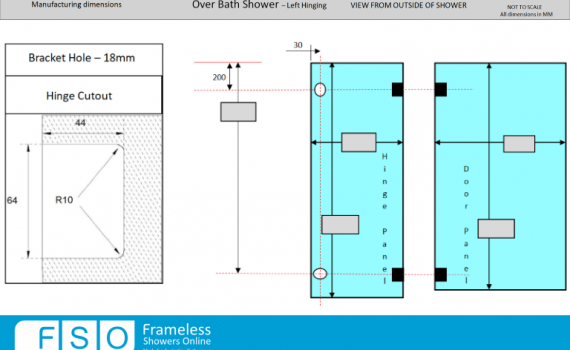 Manufacturing dimensions
Over Bath Shower – Left Hinging
VIEW FROM OUTSIDE OF SHOWER
NOT TO SCALE
All dimensions in MM
Bracket Hole – 18mm
Hinge Cutout
44
64
R10
30
200
Hinge Panel
Door Panel
FSO
Frameless
Showers Online